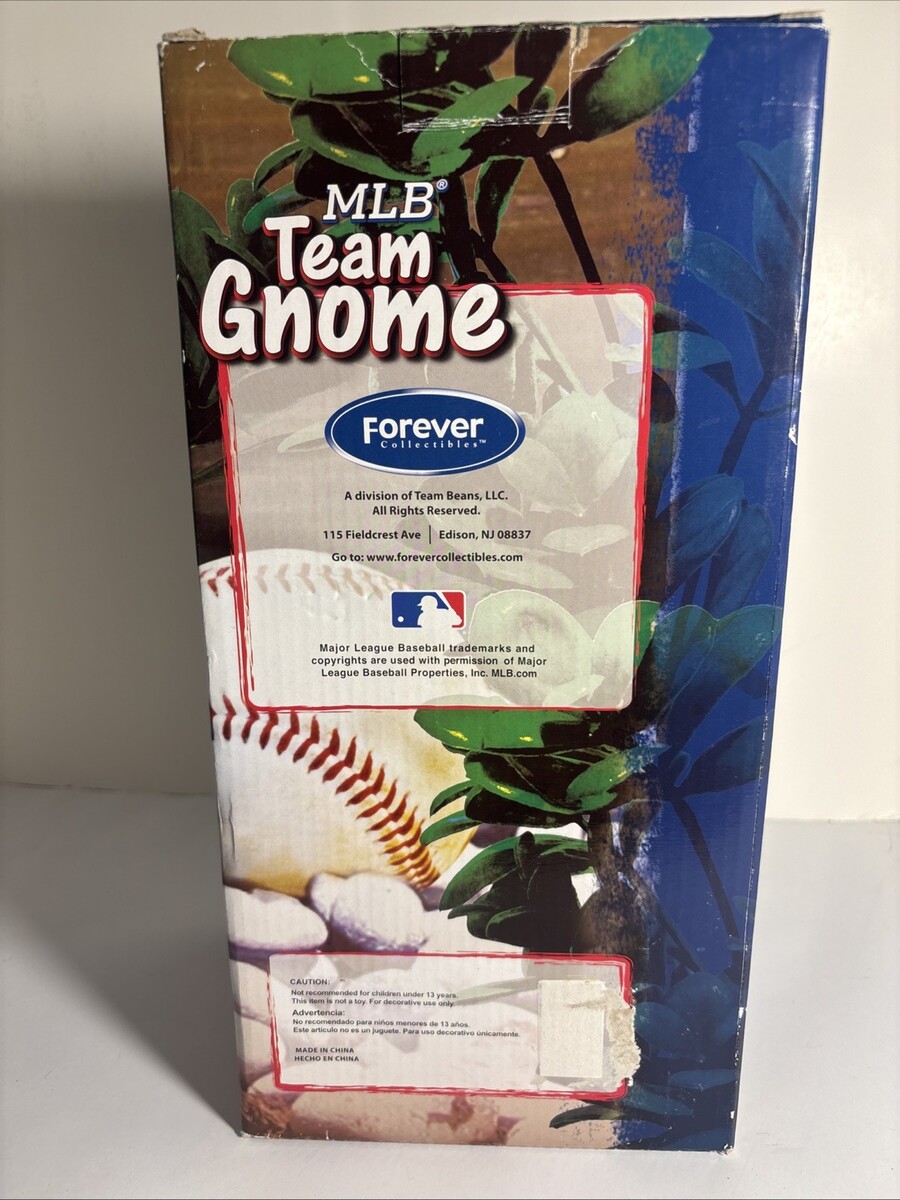 MLB®
Team
Gnome
Forever
Collectibles™
A division of Team Beans, LLC.
All Rights Reserved.
115 Fieldcrest Ave | Edison, NJ 08837
Go to: www.forevercollectibles.com
Major League Baseball trademarks and
copyrights are used with permission of Major
League Baseball Properties, Inc. MLB.com
CAUTION:
Not recommended for children under 13 years.
This item is not a toy. For decorative use only.
Advertencia:
No recomendado para niños menores de 13 años.
Este artículo no es un juguete. Para uso decorativo únicamente.
MADE IN CHINA
HECHO EN CHINA